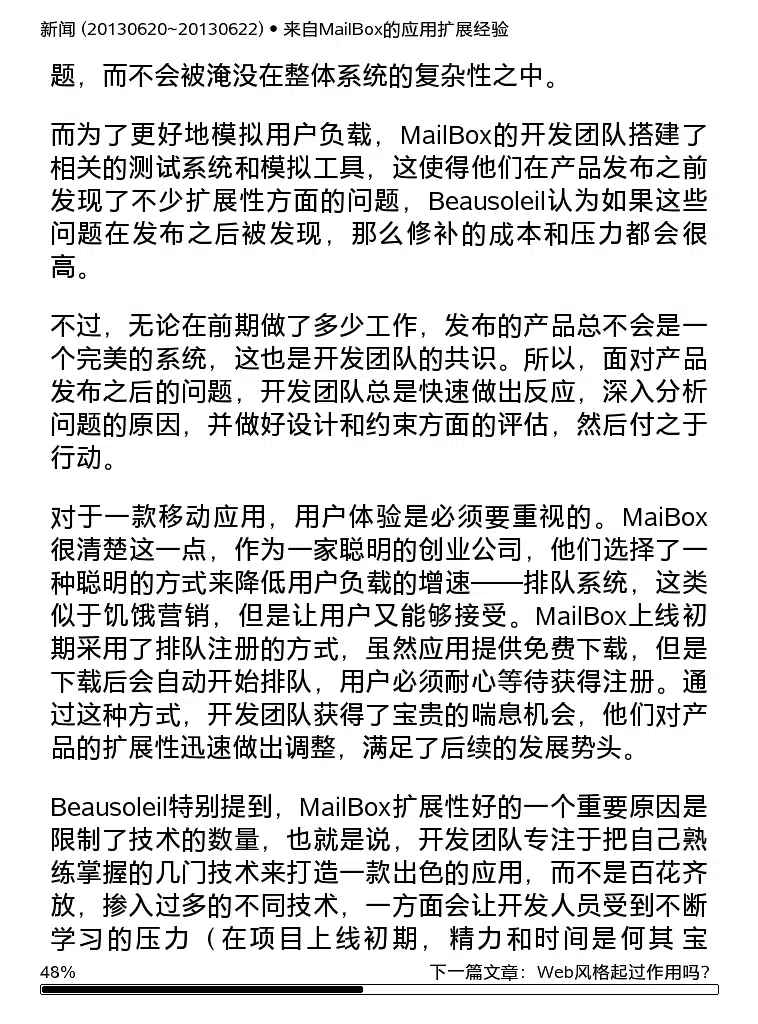 新闻 (20130620~20130622) • 来自MailBox的应用扩展经验
题，而不会被淹没在整体系统的复杂性之中。
而为了更好地模拟用户负载，MailBox的开发团队搭建了
相关的测试系统和模拟工具，这使得他们在产品发布之前
发现了不少扩展性方面的问题，Beausoleil认为如果这些
问题在发布之后被发现，那么修补的成本和压力都会很
高。
不过，无论在前期做了多少工作，发布的产品总不会是一
个完美的系统，这也是开发团队的共识。所以，面对产品
发布之后的问题，开发团队总是快速做出反应，深入分析
问题的原因，并做好设计和约束方面的评估，然后付之于
行动。
对于一款移动应用，用户体验是必须要重视的。MaiBox
很清楚这一点，作为一家聪明的创业公司，他们选择了一
种聪明的方式来降低用户负载的增速——排队系统，这类
似于饥饿营销，但是让用户又能够接受。MailBox上线初
期采用了排队注册的方式，虽然应用提供免费下载，但是
下载后会自动开始排队，用户必须耐心等待获得注册。通
过这种方式，开发团队获得了宝贵的喘息机会，他们对产
品的扩展性迅速做出调整，满足了后续的发展势头。
Beausoleil特别提到，MailBox扩展性好的一个重要原因是
限制了技术的数量，也就是说，开发团队专注于把自己熟
练掌握的几门技术来打造一款出色的应用，而不是百花齐
放，掺入过多的不同技术，一方面会让开发人员受到不断
学习的压力（在项目上线初期，精力和时间是何其宝
48%
下一篇文章：Web风格起过作用吗？